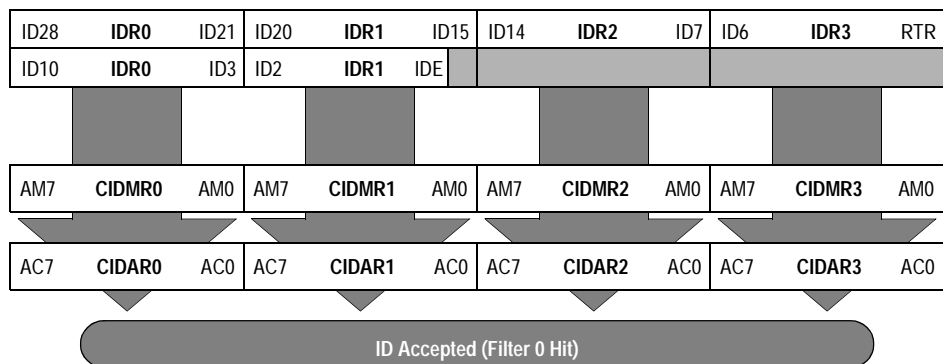 ID28 IDR0 ID21 ID20 IDR1 ID15 ID14 IDR2 ID7 ID6 IDR3 RTR
ID10 IDR0 ID3 ID2 IDR1 IDE
AM7 CIDMR0 AM0 AM7 CIDMR1 AM0 AM7 CIDMR2 AM0 AM7 CIDMR3 AM0
AC7 CIDAR0 AC0 AC7 CIDAR1 AC0 AC7 CIDAR2 AC0 AC7 CIDAR3 AC0
ID Accepted (Filter 0 Hit)